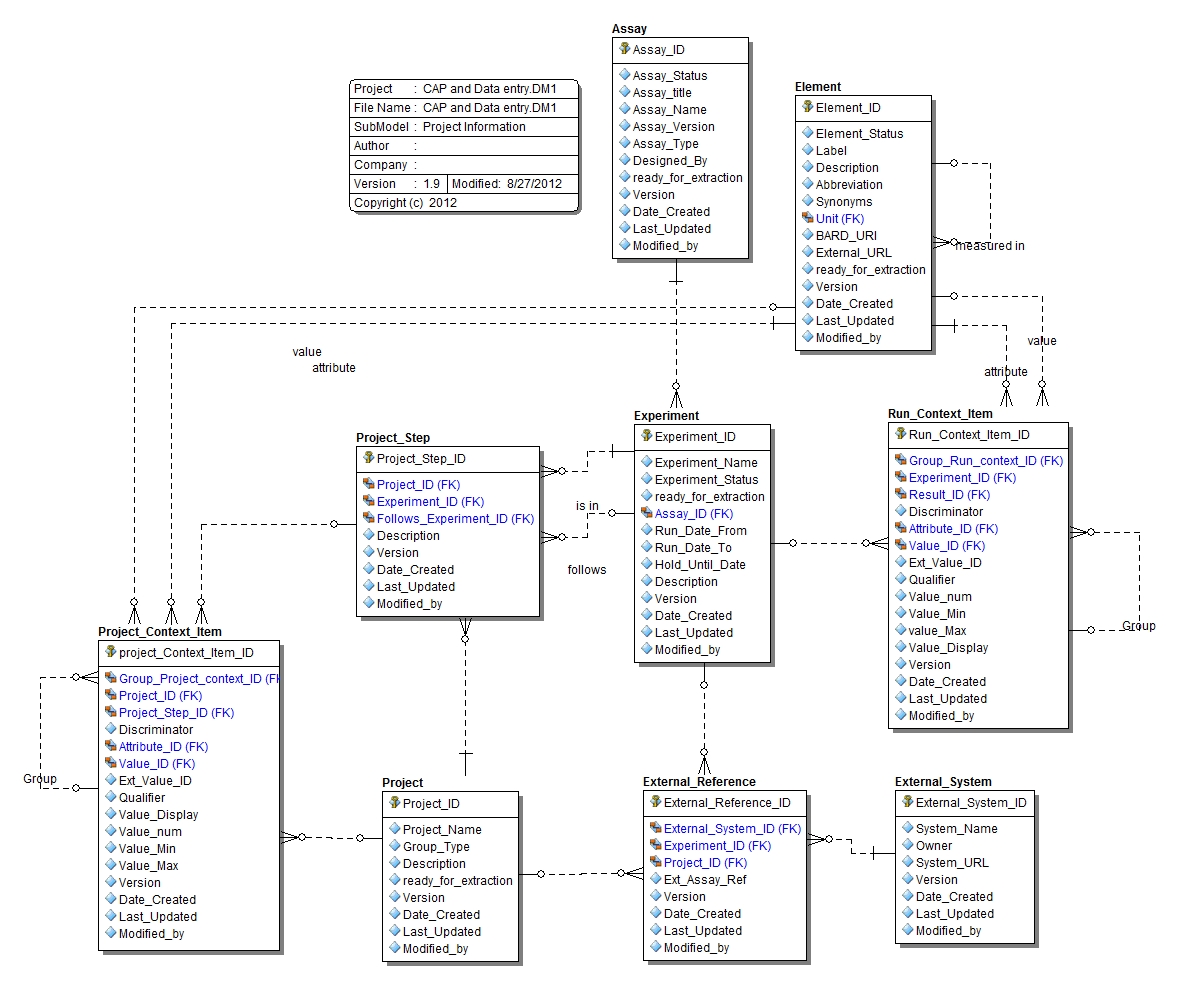 Assay
Assay_ID
Assay_Status
Assay_title
Assay_Name
Assay_Version
Assay_Type
Designed_By
ready_for_extraction
Version
Date_Created
Last_Updated
Modified_by
Project : CAP and Data entry.DM1
File Name : CAP and Data entry.DM1
SubModel : Project Information
Author :
Company :
Version : 1.9 Modified: 8/27/2012
Copyright (c) 2012
Element
Element_ID
Element_Status
Label
Description
Abbreviation
Synonyms
Unit (FK)
BARD_URI
External_URL
ready_for_extraction
Version
Date_Created
Last_Updated
Modified_by
measured in
value
attribute
value
attribute
Project_Step
Project_Step_ID
Project_ID (FK)
Experiment_ID (FK)
Follows_Experiment_ID (FK)
Description
Version
Date_Created
Last_Updated
Modified_by
is in
follows
Experiment
Experiment_ID
Experiment_Name
Experiment_Status
ready_for_extraction
Assay_ID (FK)
Run_Date_From
Run_Date_To
Hold_Until_Date
Description
Version
Date_Created
Last_Updated
Modified_by
Run_Context_Item
Run_Context_Item_ID
Group_Run_context_ID (FK)
Experiment_ID (FK)
Result_ID (FK)
Discriminator
Attribute_ID (FK)
Value_ID (FK)
Ext_Value_ID
Qualifier
Value_num
Value_Min
value_Max
Value_Display
Version
Date_Created
Last_Updated
Modified_by
Group
Project_Context_Item
project_Context_Item_ID
Group_Project_context_ID (FK
Project_ID (FK)
Project_Step_ID (FK)
Discriminator
Attribute_ID (FK)
Value_ID (FK)
Ext_Value_ID
Qualifier
Value_Display
Value_num
Value_Min
Value_Max
Version
Date_Created
Last_Updated
Modified_by
Group
Project
Project_ID
Project_Name
Group_Type
Description
ready_for_extraction
Version
Date_Created
Last_Updated
Modified_by
External_Reference
External_Reference_ID
External_System_ID (FK)
Experiment_ID (FK)
Project_ID (FK)
Ext_Assay_Ref
Version
Date_Created
Last_Updated
Modified_by
External_System
External_System_ID
System_Name
Owner
System_URL
Version
Date_Created
Last_Updated
Modified_by